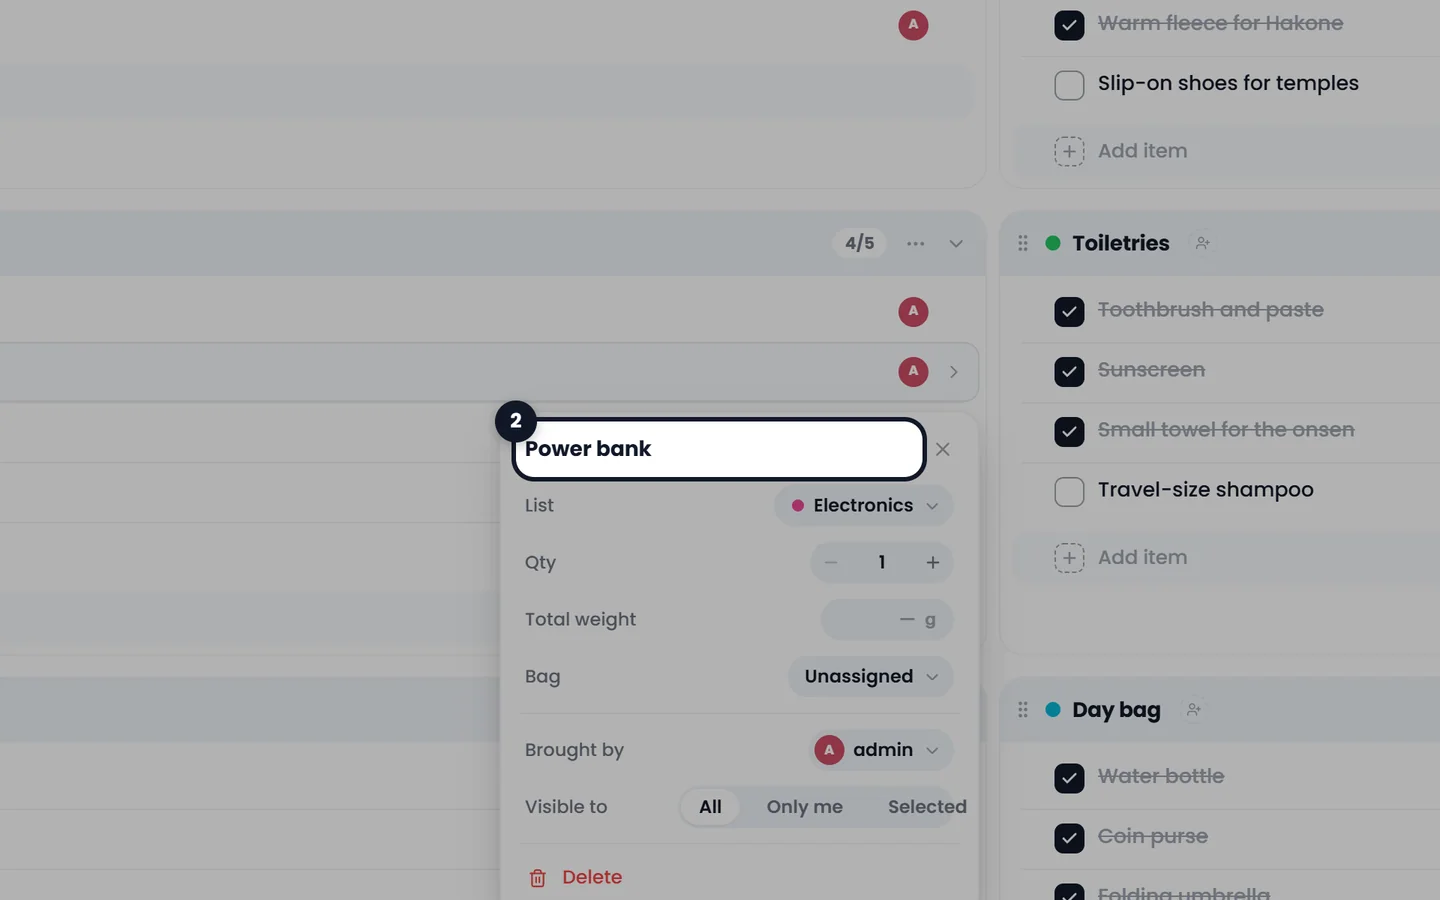 A
Warm fleece for Hakone
Slip-on shoes for temples
Add item
4/5
Toiletries
A
Toothbrush and paste
A
Sunscreen
2
Power bank
Small towel for the onsen
List
Electronics
Travel-size shampoo
Qty
1
Add item
Total weight
— g
Bag
Unassigned
Day bag
Brought by
A admin
Water bottle
Visible to
All
Only me
Selected
Coin purse
Delete
Folding umbrella